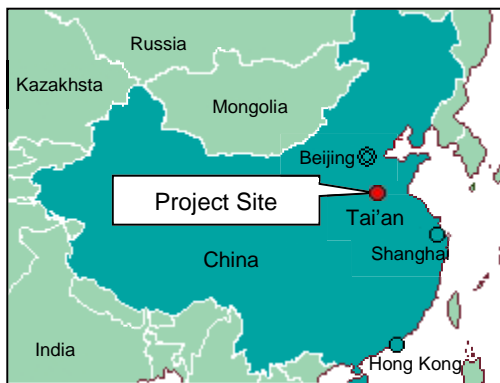 Russia
Kazakhsta
Mongolia
Beijing
Project Site
Tai'an
Shanghai
China
India
Hong Kong